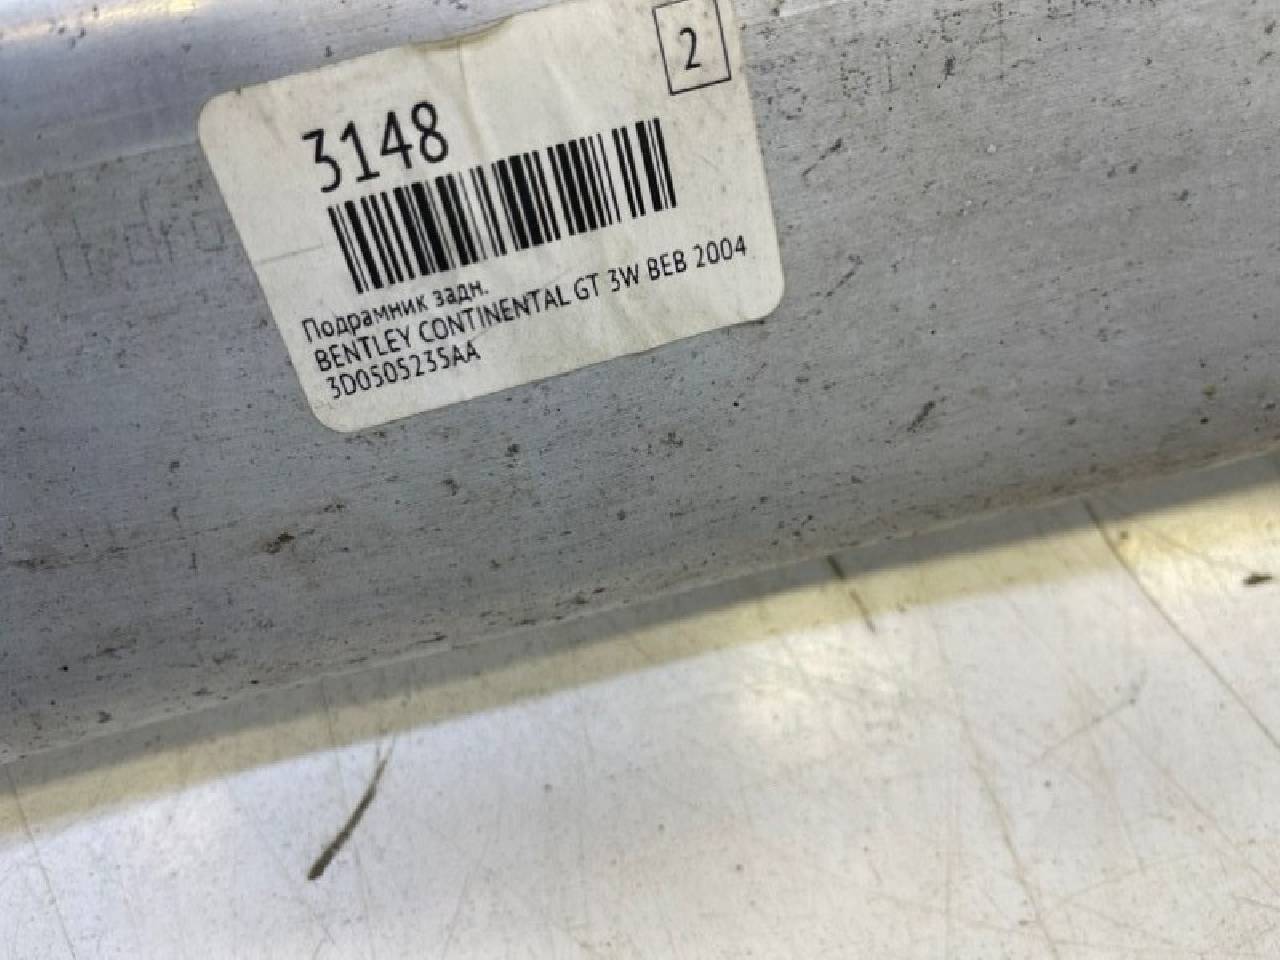 2
3148
Подрамник задн.
BENTLEY CONTINENTAL GT 3W BEB 2004
3D0505235AA